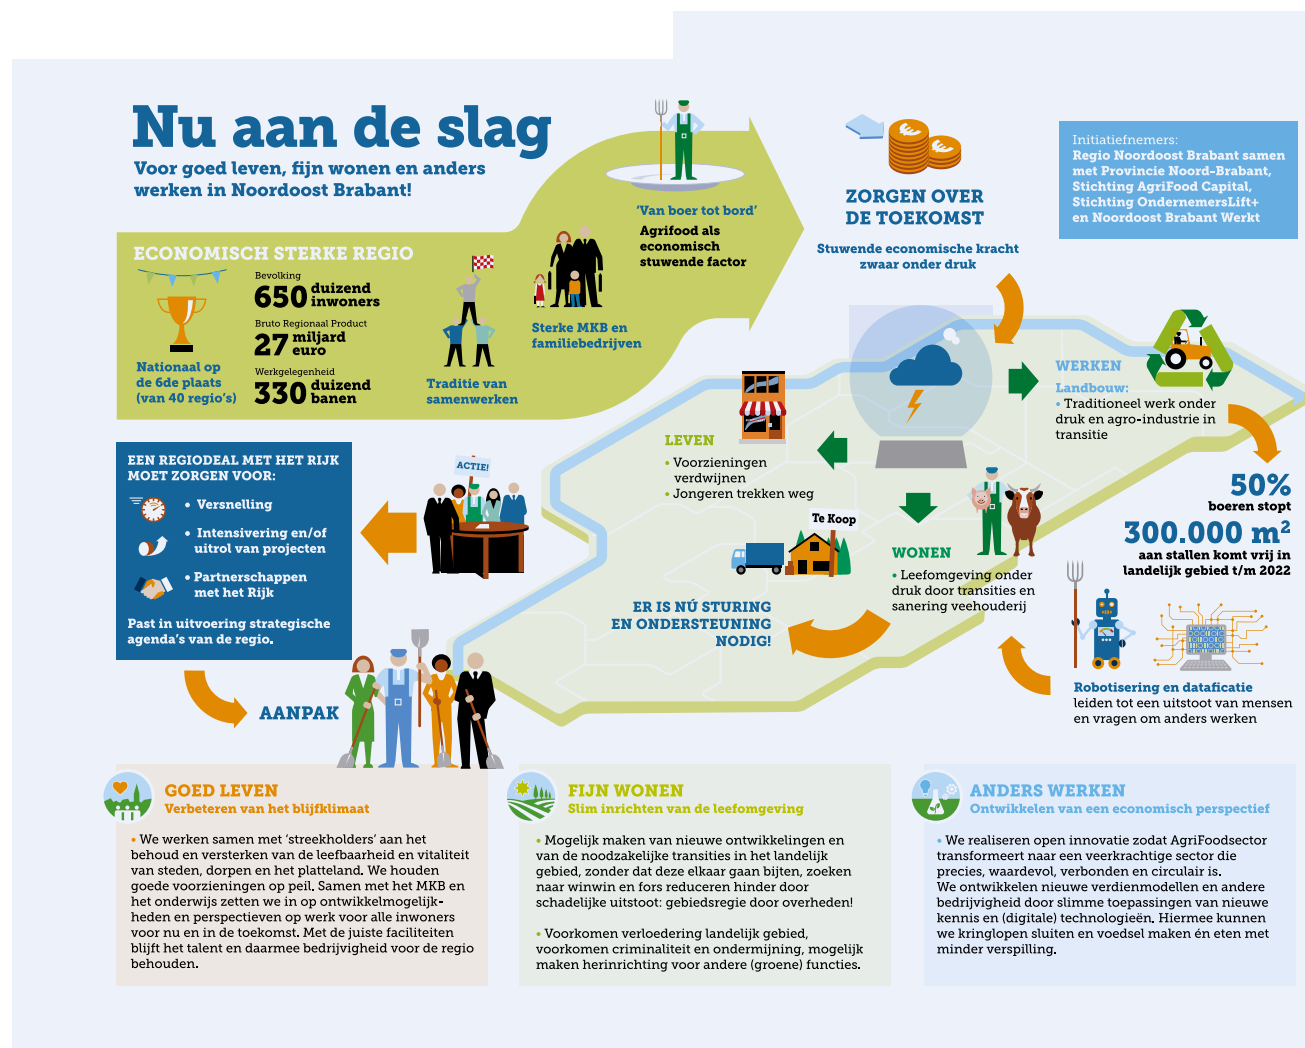 Nu aan de slag
Voor goed leven, fijn wonen en anders
werken in Noordoost Brabant!
ECONOMISCH STERKE REGIO
Nationaal op
de 6de plaats
(van 40 regio's)
Bevolking
650 duizend
inwoners
Bruto Regionaal Product
27 miljard
euro
Werkgelegenheid
330 duizend
banen
Traditie van
samenwerken
Sterke MKB en
familiebedrijven
'Van boer tot bord'
Agrifood als
economisch
stuwende factor
ZORGEN OVER
DE TOEKOMST
Stuwende economische kracht
zwaar onder druk
Initiatiefnemers:
Regio Noordoost Brabant samen
met Provincie Noord-Brabant,
Stichting AgriFood Capital,
Stichting OndernemersLift+
en Noordoost Brabant Werkt
WERKEN
Landbouw:
• Traditioneel werk onder
druk en agro-industrie in
transitie
50%
boeren stopt
300.000 m²
aan stallen komt vrij in
landelijk gebied t/m 2022
LEVEN
• Voorzieningen
verdwijnen
• Jongeren trekken weg
Te Koop
WONEN
• Leefomgeving onder
druk door transities en
sanering veehouderij
Robotisering en dataficatie
leiden tot een uitstoot van mensen
en vragen om anders werken
ER IS NÚ STURING
EN ONDERSTEUNING
NODIG!
ACTIE!
EEN REGIODEAL MET HET RIJK
MOET ZORGEN VOOR:
• Versnelling
• Intensivering en/of
uitrol van projecten
• Partnerschappen
met het Rijk
Past in uitvoering strategische
agenda's van de regio.
AANPAK
GOED LEVEN
Verbeteren van het blijfklimaat
• We werken samen met 'streekholders' aan het
behoud en versterken van de leefbaarheid en vitaliteit
van steden, dorpen en het platteland. We houden
goede voorzieningen op peil. Samen met het MKB en
het onderwijs zetten we in op ontwikkelmogelijk-
heden en perspectieven op werk voor alle inwoners
voor nu en in de toekomst. Met de juiste faciliteiten
blijft het talent en daarmee bedrijvigheid voor de regio
behouden.
FIJN WONEN
Slim inrichten van de leefomgeving
• Mogelijk maken van nieuwe ontwikkelingen en
van de noodzakelijke transities in het landelijk
gebied, zonder dat deze elkaar gaan bijten, zoeken
naar winwin en fors reduceren hinder door
schadelijke uitstoot: gebiedsregie door overheden!
• Voorkomen verloedering landelijk gebied,
voorkomen criminaliteit en ondermijning, mogelijk
maken herinrichting voor andere (groene) functies.
ANDERS WERKEN
Ontwikkelen van een economisch perspectief
• We realiseren open innovatie zodat AgriFoodsector
transformeert naar een veerkrachtige sector die
precies, waardevol, verbonden en circulair is.
We ontwikkelen nieuwe verdienmodellen en andere
bedrijvigheid door slimme toepassingen van nieuwe
kennis en (digitale) technologieën. Hiermee kunnen
we kringlopen sluiten en voedsel maken én eten met
minder verspilling.